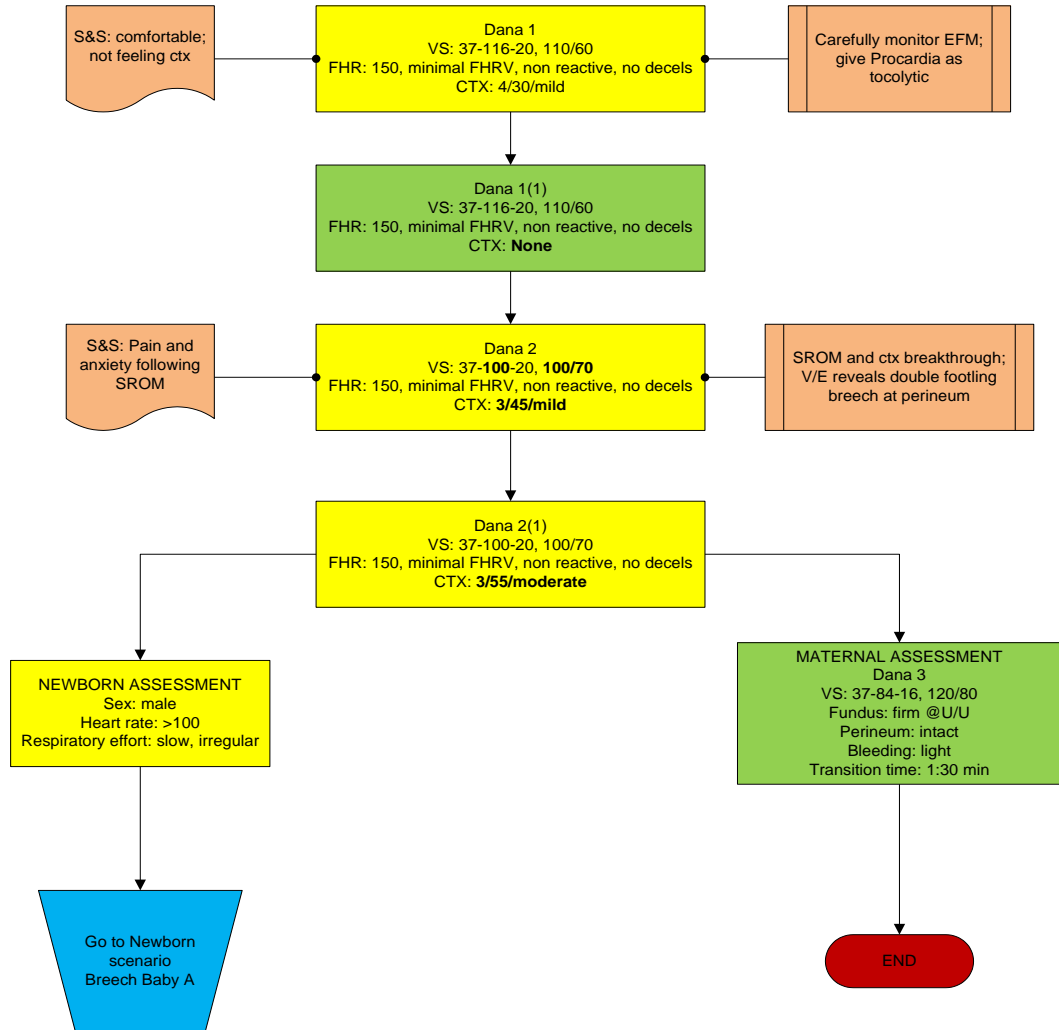 S&S: comfortable;
not feeling ctx
Dana 1
VS: 37-116-20, 110/60
FHR: 150, minimal FHRV, non reactive, no decels
CTX: 4/30/mild
Carefully monitor EFM;
give Procardia as
tocolytic
Dana 1(1)
VS: 37-116-20, 110/60
FHR: 150, minimal FHRV, non reactive, no decels
CTX: None
S&S: Pain and
anxiety following
SROM
Dana 2
VS: 37-100-20, 100/70
FHR: 150, minimal FHRV, non reactive, no decels
CTX: 3/45/mild
SROM and ctx breakthrough;
V/E reveals double footling
breech at perineum
Dana 2(1)
VS: 37-100-20, 100/70
FHR: 150, minimal FHRV, non reactive, no decels
CTX: 3/55/moderate
NEWBORN ASSESSMENT
Sex: male
Heart rate: >100
Respiratory effort: slow, irregular
MATERNAL ASSESSMENT
Dana 3
VS: 37-84-16, 120/80
Fundus: firm @U/U
Perineum: intact
Bleeding: light
Transition time: 1:30 min
Go to Newborn
scenario
Breech Baby A
END